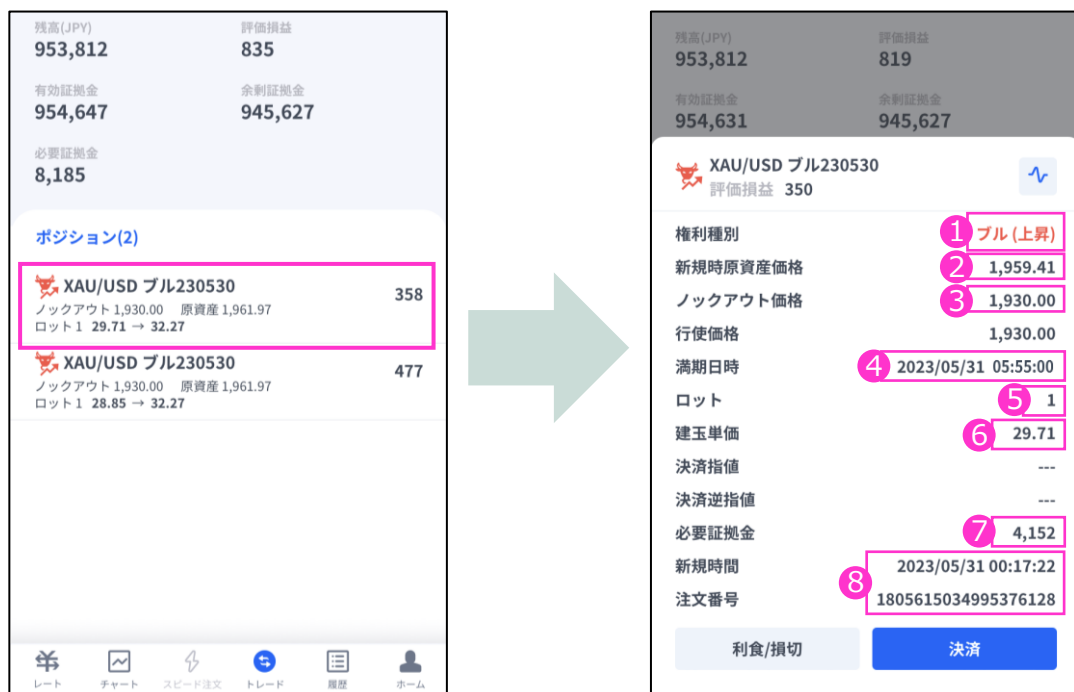 残高(JPY) 評価損益
953,812 835
有効証拠金 余剰証拠金
954,647 945,627
必要証拠金
8,185
ポジション(2)
XAU/USD ブル230530
358
ノックアウト 1,930.00 原資産 1,961.97
ロット 1 29.71 → 32.27
XAU/USD ブル230530
477
ノックアウト 1,930.00 原資産 1,961.97
ロット 1 28.85 → 32.27
レート チャート スピード注文 トレード 履歴 ホーム
残高(JPY) 評価損益
953,812 819
有効証拠金 余剰証拠金
954,631 945,627
XAU/USD ブル230530
評価損益 350
権利種別 1 ブル (上昇)
新規時原資産価格 2 1,959.41
ノックアウト価格 3 1,930.00
行使価格 1,930.00
満期日時 4 2023/05/31 05:55:00
ロット 5 1
建玉単価 6 29.71
決済指値 ---
決済逆指値 ---
必要証拠金 7 4,152
新規時間 2023/05/31 00:17:22
8
注文番号 1805615034995376128
利食/損切 決済